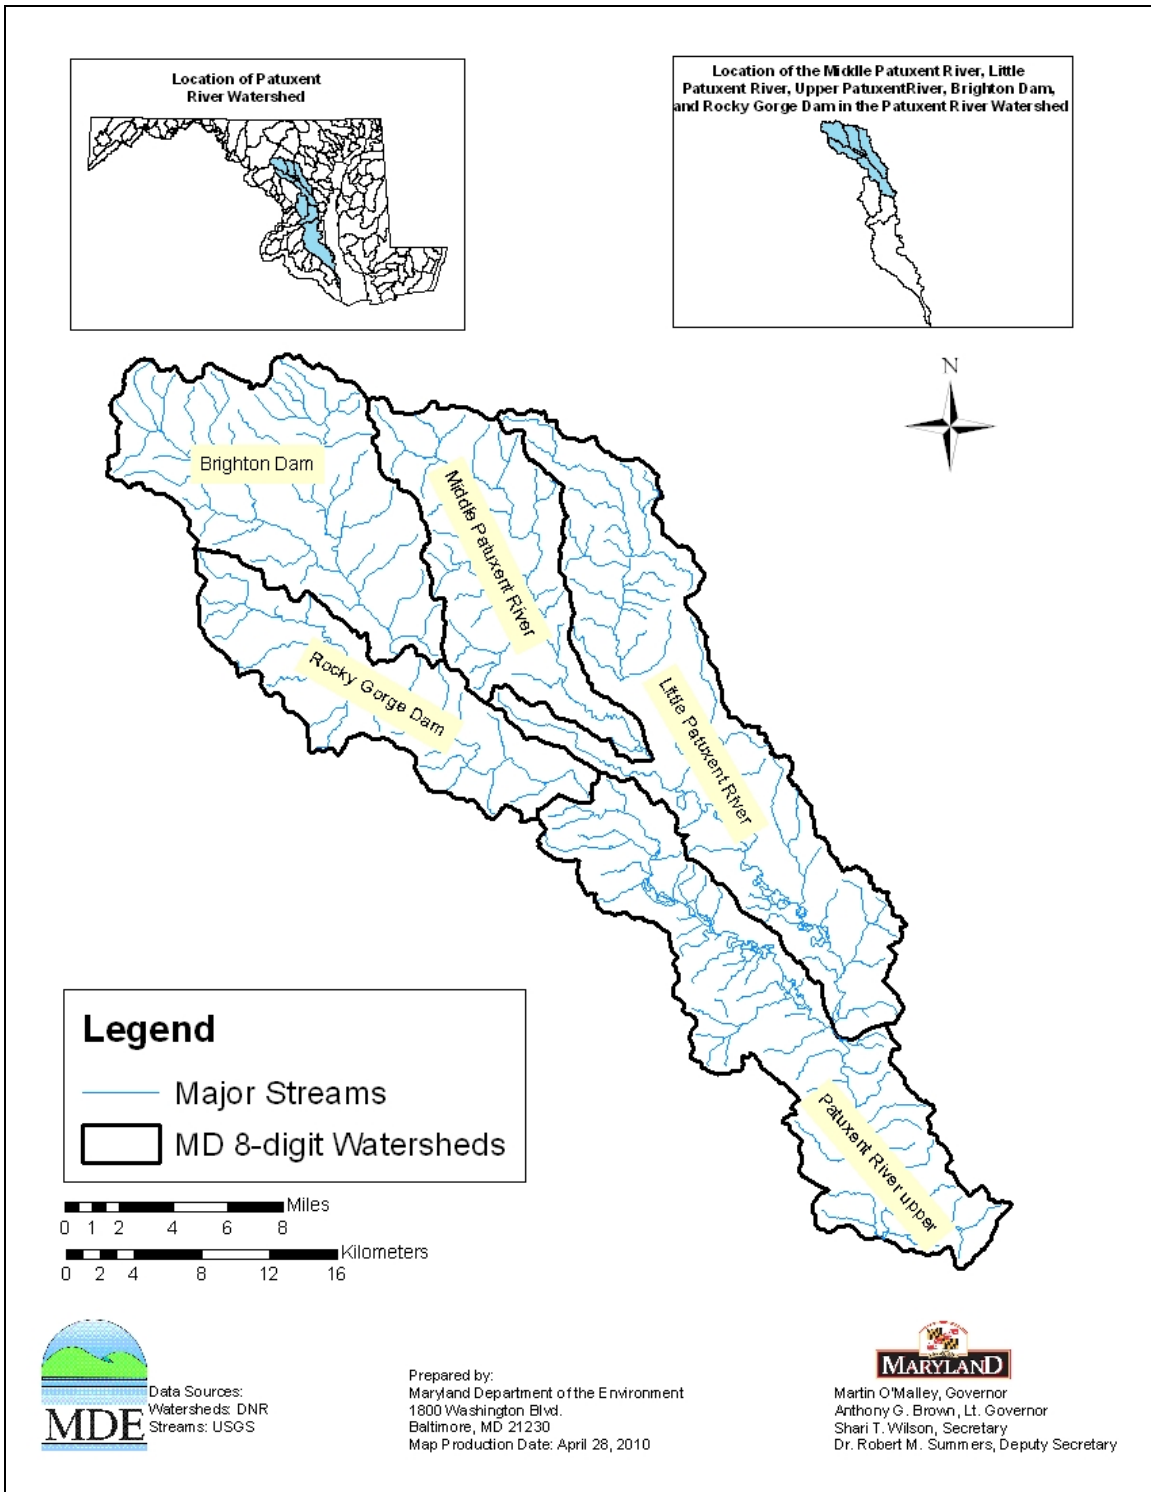 Location of Patuxent
River Watershed
Location of the Middle Patuxent River, Little
Patuxent River, Upper PatuxentRiver, Brighton Dam,
and Rocky Gorge Dam in the Patuxent River Watershed
N
Brighton Dam
Middle Patuxent River
Rocky Gorge Dam
Little Patuxent River
Patuxent River upper
Legend
Major Streams
MD 8-digit Watersheds
Miles
0 1 2 4 6 8
Kilometers
0 2 4 8 12 16
MDE
Data Sources:
Watersheds: DNR
Streams: USGS
Prepared by:
Maryland Department of the Environment
1800 Washington Blvd.
Baltimore, MD 21230
Map Production Date: April 28, 2010
MARYLAND
Martin O'Malley, Governor
Anthony G. Brown, Lt. Governor
Shari T. Wilson, Secretary
Dr. Robert M. Summers, Deputy Secretary